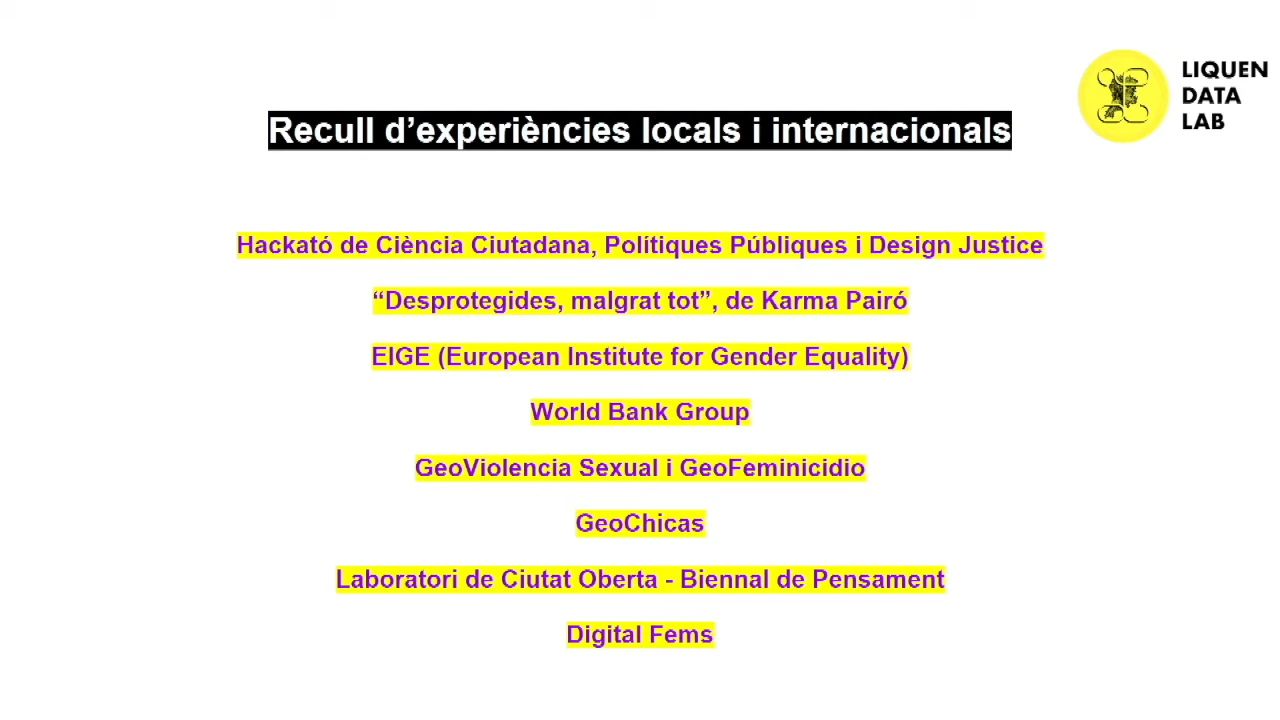 LIQUEN
DATA
LAB
Recull d’experiències locals i internacionals
Hackató de Ciència Ciutadana, Polítiques Públiques i Design Justice
“Desprotegides, malgrat tot”, de Karma Pairó
EIGE (European Institute for Gender Equality)
World Bank Group
GeoViolencia Sexual i GeoFeminicidio
GeoChicas
Laboratori de Ciutat Oberta - Biennal de Pensament
Digital Fems